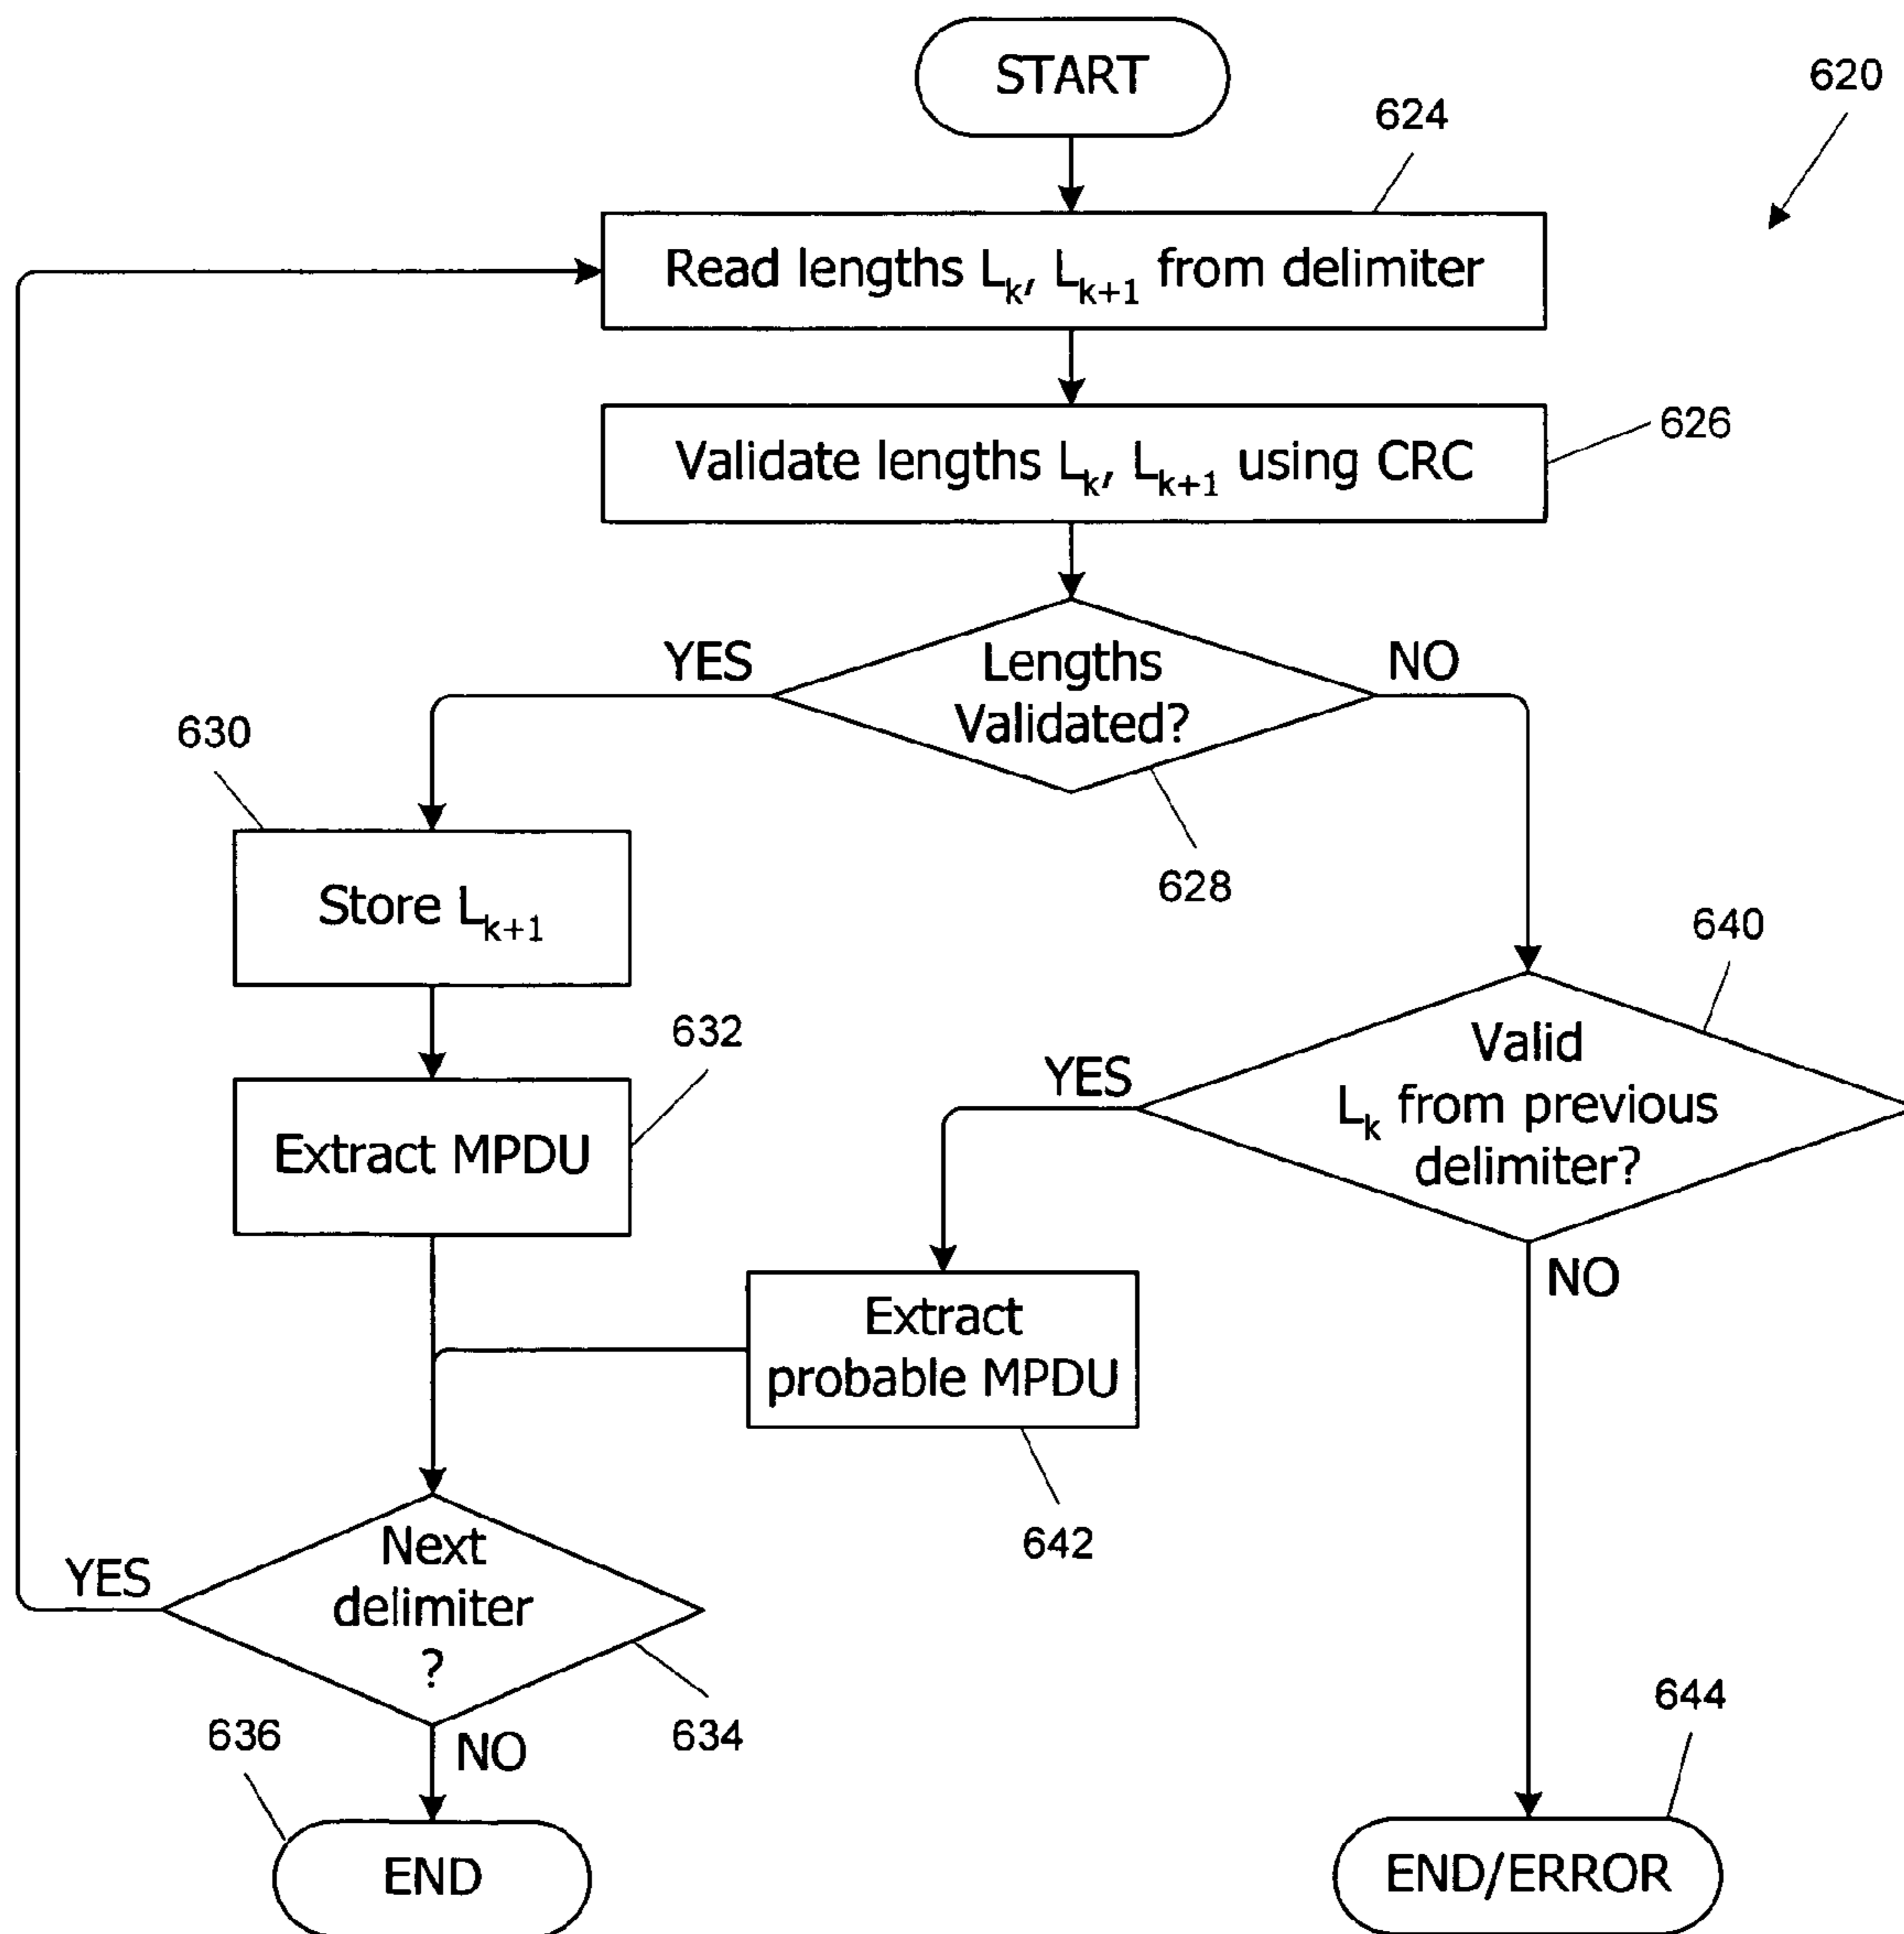 START
620
624
Read lengths Lk, Lk+1 from delimiter
626
Validate lengths Lk, Lk+1 using CRC
YES
Lengths
Validated?
NO
628
630
Store Lk+1
640
Valid
Lk from previous
delimiter?
YES
NO
632
Extract MPDU
Extract
probable MPDU
642
Next
delimiter
?
YES
634
NO
636
END
644
END/ERROR